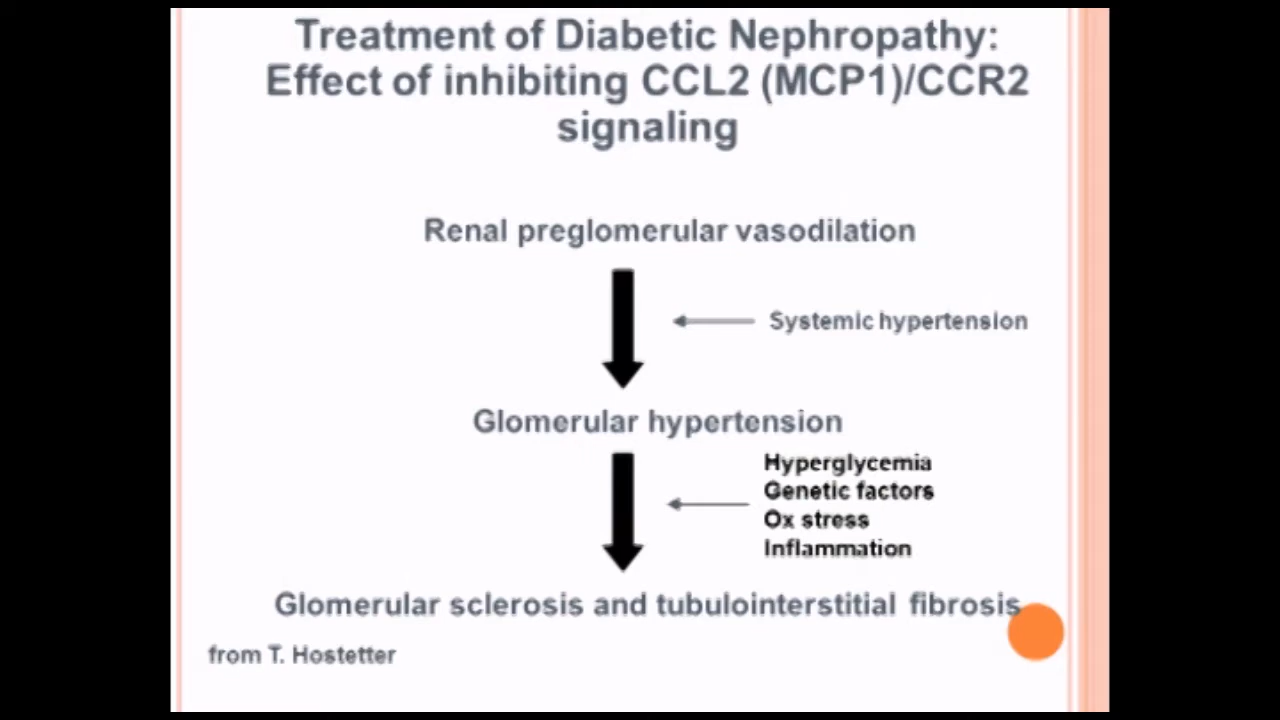 Treatment of Diabetic Nephropathy:
Effect of inhibiting CCL2 (MCP1)/CCR2
signaling
Renal preglomerular vasodilation
Systemic hypertension
Glomerular hypertension
Hyperglycemia
Genetic factors
Ox stress
Inflammation
Glomerular sclerosis and tubulointerstitial fibrosis
from T. Hostetter